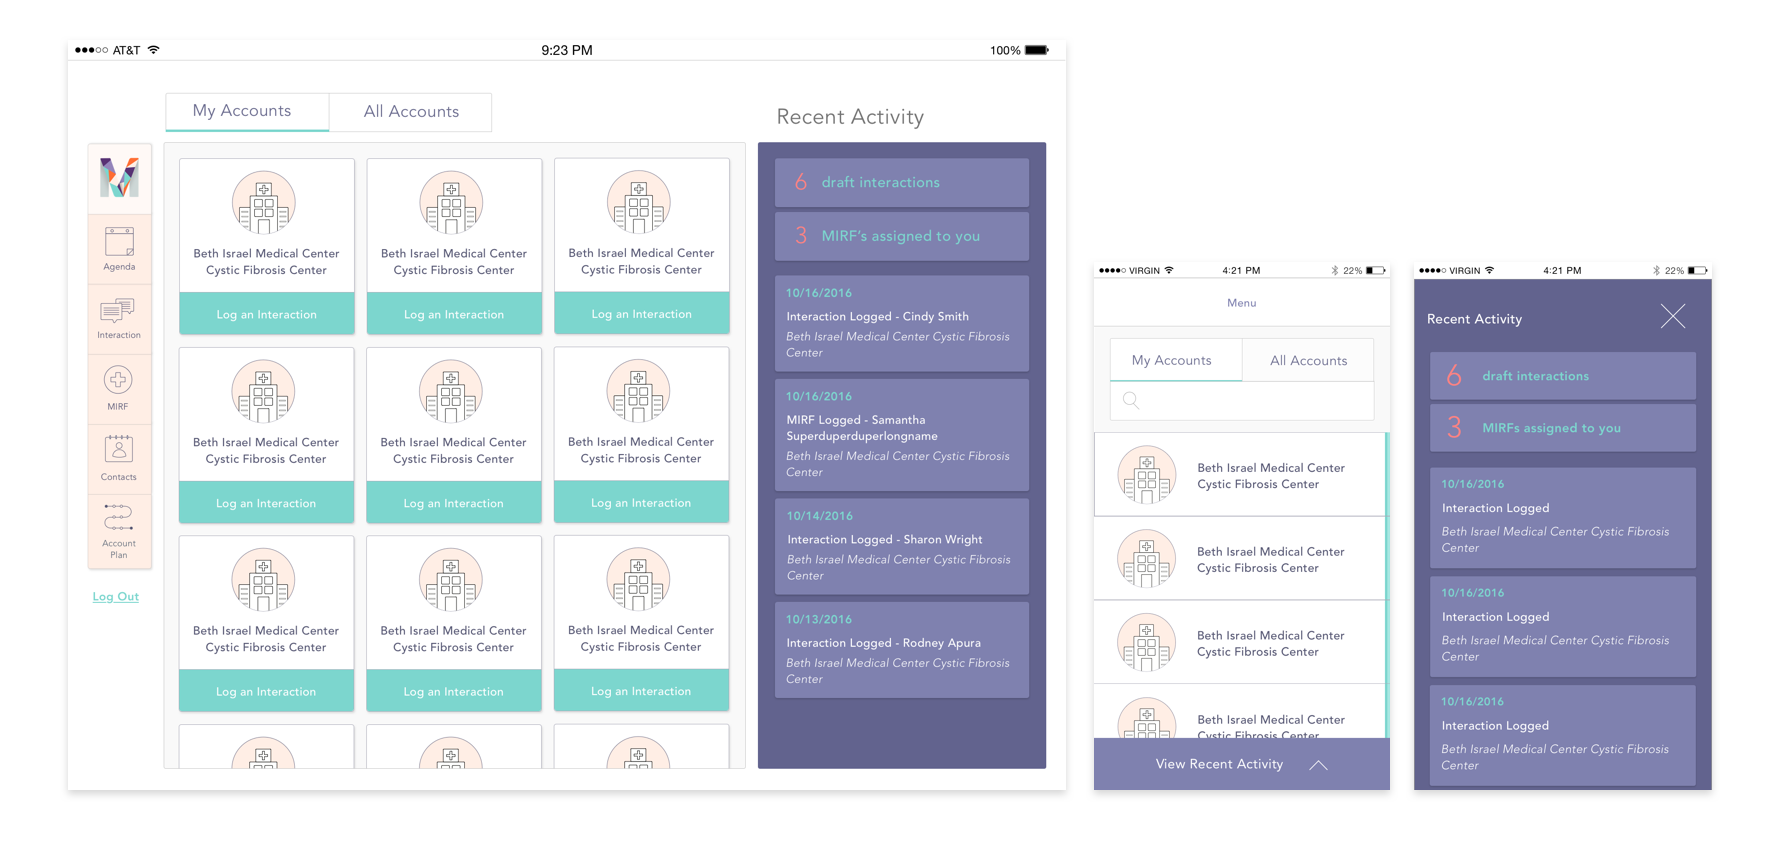 AT&T
9:23 PM
100%
My Accounts
All Accounts
Recent Activity
Agenda
Interaction
MIRF
Contacts
Account
Plan
Log Out
Beth Israel Medical Center
Cystic Fibrosis Center
Log an Interaction
Beth Israel Medical Center
Cystic Fibrosis Center
Log an Interaction
Beth Israel Medical Center
Cystic Fibrosis Center
Log an Interaction
Beth Israel Medical Center
Cystic Fibrosis Center
Log an Interaction
Beth Israel Medical Center
Cystic Fibrosis Center
Log an Interaction
Beth Israel Medical Center
Cystic Fibrosis Center
Log an Interaction
Beth Israel Medical Center
Cystic Fibrosis Center
Log an Interaction
Beth Israel Medical Center
Cystic Fibrosis Center
Log an Interaction
Beth Israel Medical Center
Cystic Fibrosis Center
Log an Interaction
6 draft interactions
3 MIRF's assigned to you
10/16/2016
Interaction Logged - Cindy Smith
Beth Israel Medical Center Cystic Fibrosis
Center
10/16/2016
MIRF Logged - Samantha
Superduperduperlongname
Beth Israel Medical Center Cystic Fibrosis
Center
10/14/2016
Interaction Logged - Sharon Wright
Beth Israel Medical Center Cystic Fibrosis
Center
10/13/2016
Interaction Logged - Rodney Apura
Beth Israel Medical Center Cystic Fibrosis
Center
VIRGIN
4:21 PM
22%
Menu
My Accounts
All Accounts
Beth Israel Medical Center
Cystic Fibrosis Center
Beth Israel Medical Center
Cystic Fibrosis Center
Beth Israel Medical Center
Cystic Fibrosis Center
Beth Israel Medical Center
Cystic Fibrosis Center
View Recent Activity
VIRGIN
4:21 PM
22%
Recent Activity
6 draft interactions
3 MIRFs assigned to you
10/16/2016
Interaction Logged
Beth Israel Medical Center Cystic Fibrosis
Center
10/16/2016
Interaction Logged
Beth Israel Medical Center Cystic Fibrosis
Center
10/16/2016
Interaction Logged
Beth Israel Medical Center Cystic Fibrosis
Center